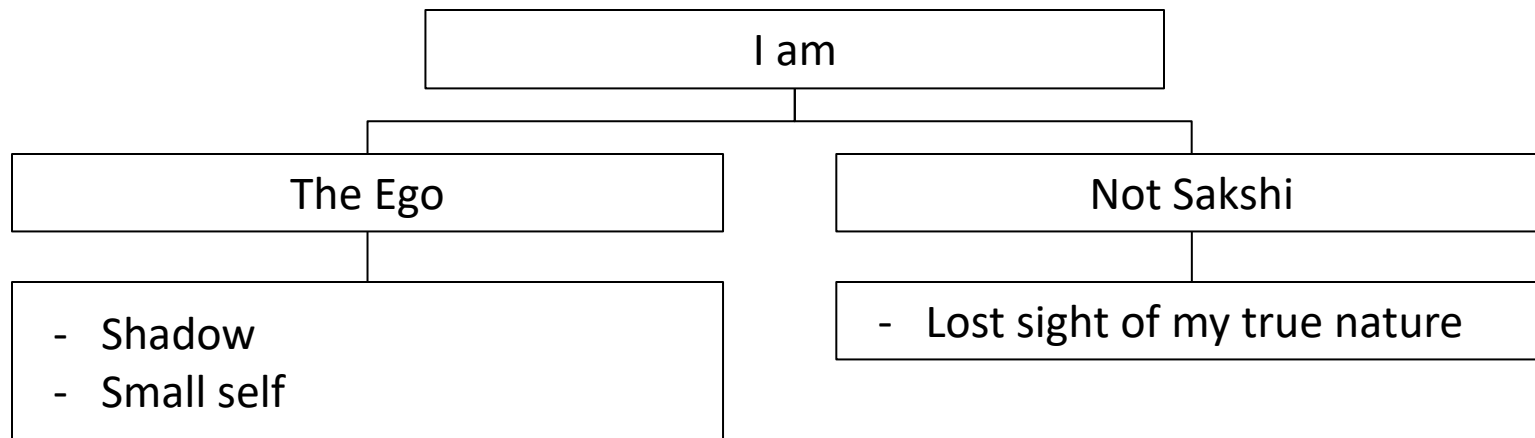 I am
The Ego
Not Sakshi
- Shadow
- Small self
- Lost sight of my true nature